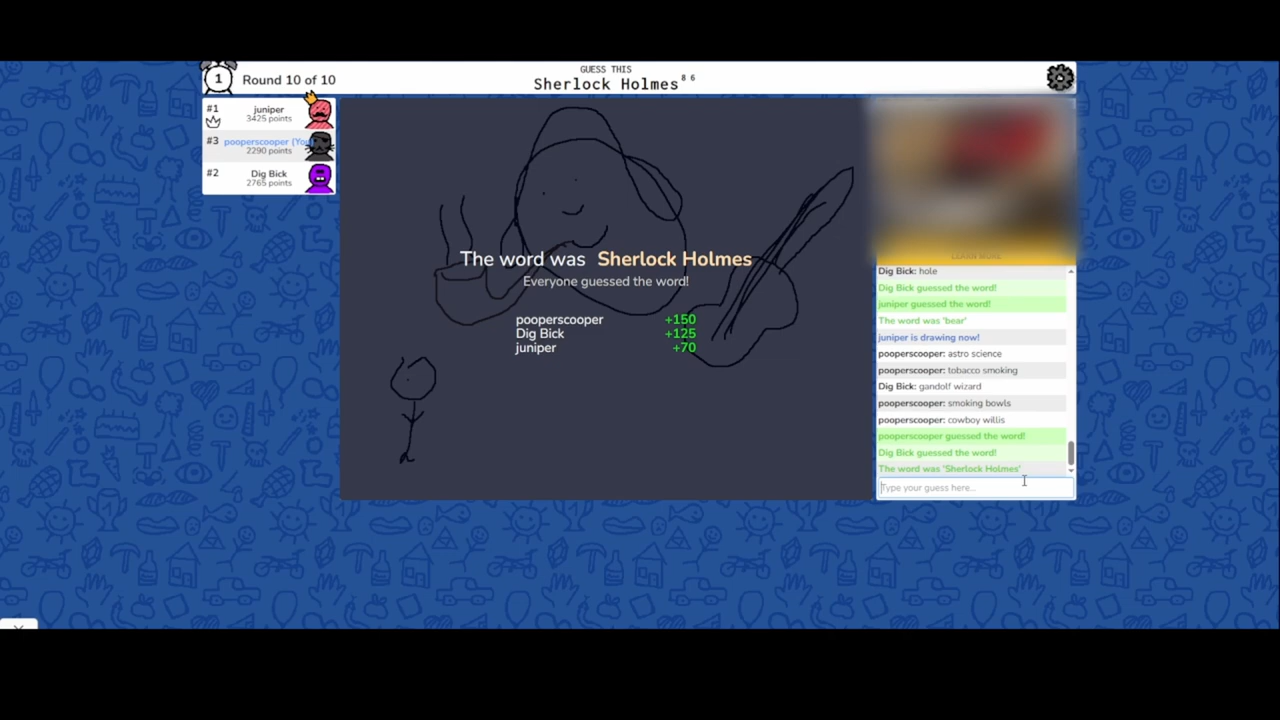 1
Round 10 of 10
GUESS THIS
Sherlock Holmes 8 6
#1
juniper
3425 points
#3
pooperscooper (You
2290 points
#2
Dig Bick
2765 points
The word was Sherlock Holmes
Everyone guessed the word!
pooperscooper +150
Dig Bick +125
juniper +70
LEARN MORE
Dig Bick: hole
Dig Bick guessed the word!
juniper guessed the word!
The word was 'bear'
juniper is drawing now!
pooperscooper: astro science
pooperscooper: tobacco smoking
Dig Bick: gandolf wizard
pooperscooper: smoking bowls
pooperscooper: cowboy willis
pooperscooper guessed the word!
Dig Bick guessed the word!
The word was 'Sherlock Holmes'
Type your guess here...